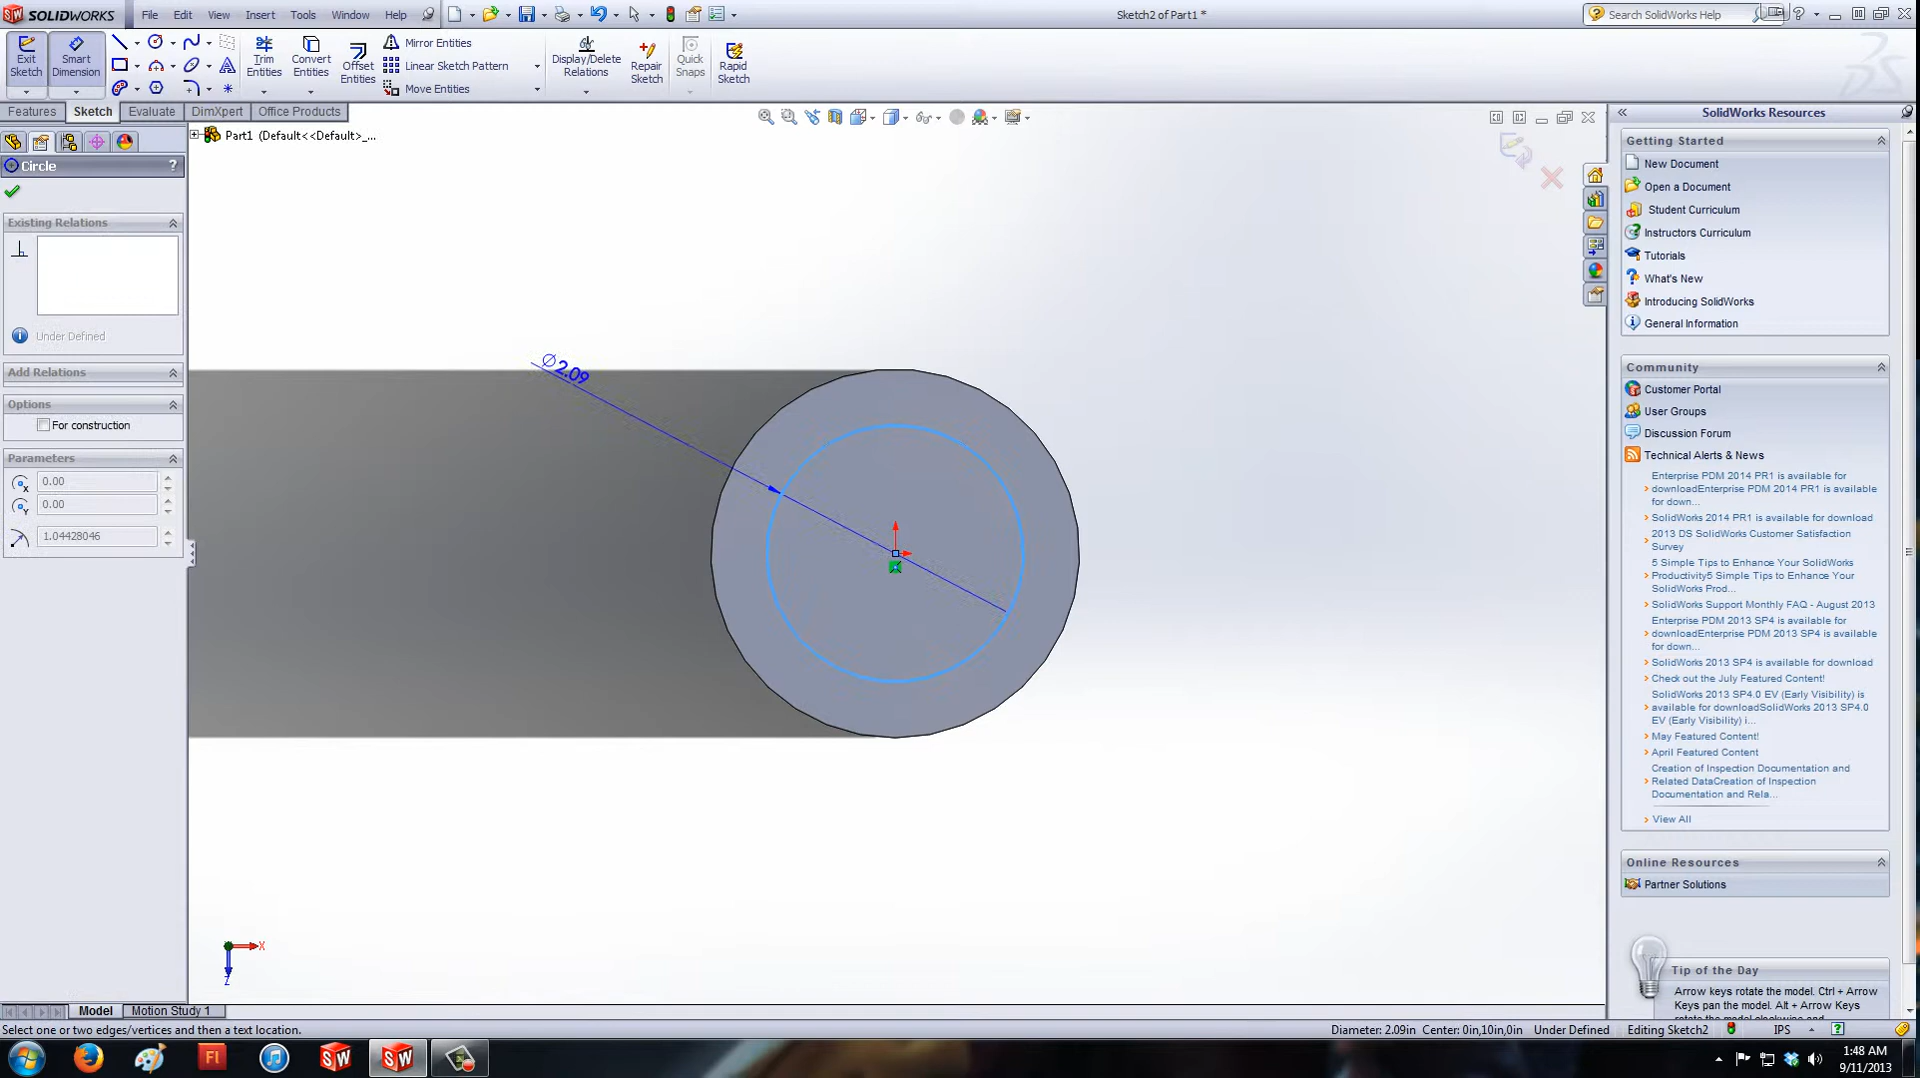 SW SOLIDWORKS File Edit View Insert Tools Window Help
Sketch2 of Part1 *
Search SolidWorks Help
Exit Sketch
Smart Dimension
Trim Entities
Convert Entities
Offset Entities
Mirror Entities
Linear Sketch Pattern
Move Entities
Display/Delete Relations
Repair Sketch
Quick Snaps
Rapid Sketch
Features Sketch Evaluate DimXpert Office Products
Part1 (Default<<Default>_...
Circle ?
Existing Relations
Under Defined
Add Relations
Options
For construction
Parameters
0.00
0.00
1.04428046
∅2.09
X
Z
SolidWorks Resources
Getting Started
New Document
Open a Document
Student Curriculum
Instructors Curriculum
Tutorials
What's New
Introducing SolidWorks
General Information
Community
Customer Portal
User Groups
Discussion Forum
Technical Alerts & News
Enterprise PDM 2014 PR1 is available for
downloadEnterprise PDM 2014 PR1 is available
for down...
SolidWorks 2014 PR1 is available for download
2013 DS SolidWorks Customer Satisfaction
Survey
5 Simple Tips to Enhance Your SolidWorks
Productivity5 Simple Tips to Enhance Your
SolidWorks Prod...
SolidWorks Support Monthly FAQ - August 2013
Enterprise PDM 2013 SP4 is available for
downloadEnterprise PDM 2013 SP4 is available
for down...
SolidWorks 2013 SP4 is available for download
Check out the July Featured Content!
SolidWorks 2013 SP4.0 EV (Early Visibility) is
available for downloadSolidWorks 2013 SP4.0
EV (Early Visibility) i...
May Featured Content!
April Featured Content
Creation of Inspection Documentation and
Related DataCreation of Inspection
Documentation and Rela...
View All
Online Resources
Partner Solutions
Tip of the Day
Arrow keys rotate the model. Ctrl + Arrow
Keys pan the model. Alt + Arrow Keys
Model Motion Study 1
Select one or two edges/vertices and then a text location.
Diameter: 2.09in Center: 0in,10in,0in Under Defined Editing Sketch2 IPS
Fl SW SW
1:48 AM
9/11/2013